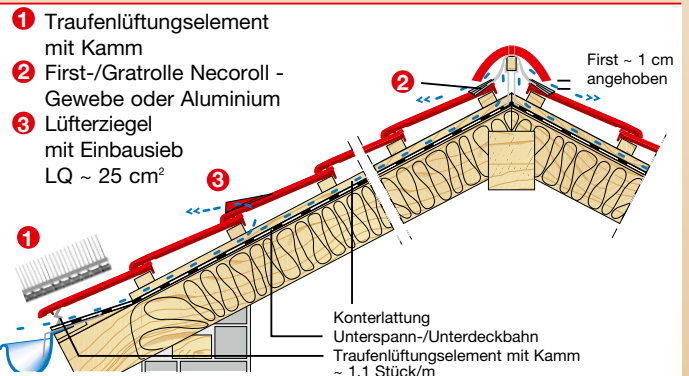 1 Traufenlüftungselement
mit Kamm
2 First-/Gratrolle Necoroll -
Gewebe oder Aluminium
3 Lüfterziegel
mit Einbausieb
LQ ~ 25 cm²
2
First ~ 1 cm
angehoben
3
1
Konterlattung
Unterspann-/Unterdeckbahn
Traufenlüftungselement mit Kamm
~ 1,1 Stück/m